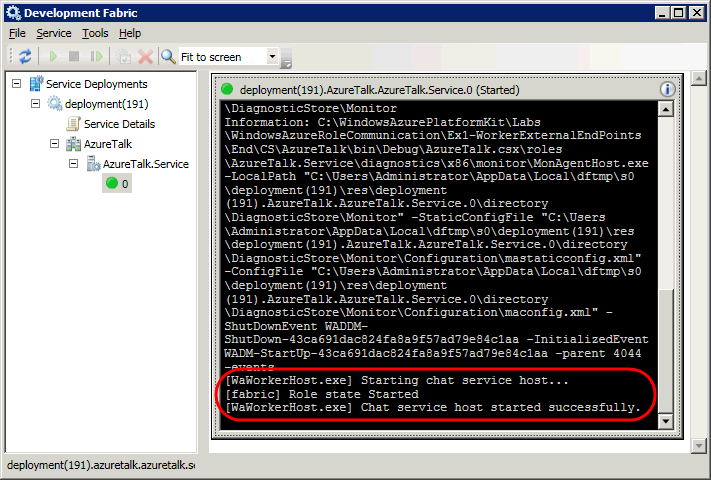 Development Fabric
File Service Tools Help
Fit to screen
Service Deployments
deployment(191)
Service Details
AzureTalk
AzureTalk.Service
0
deployment(191).AzureTalk.AzureTalk.Service.0 (Started)
\DiagnosticStore\Monitor
Information: C:\WindowsAzurePlatformKit\Labs
\WindowsAzureRoleCommunication\Ex1-WorkerExternalEndPoints
\End\CS\AzureTalk\bin\Debug\AzureTalk.csx\roles
\AzureTalk.Service\diagnostics\x86\monitor\MonAgentHost.exe
-LocalPath "C:\Users\Administrator\AppData\Local\dftmp\s0
\deployment(191)\res\deployment
(191).AzureTalk.AzureTalk.Service.0\directory
\DiagnosticStore\Monitor" -StaticConfigFile "C:\Users
\Administrator\AppData\Local\dftmp\s0\deployment(191)\res
\deployment(191).AzureTalk.AzureTalk.Service.0\directory
\DiagnosticStore\Monitor\Configuration\mastaticconfig.xml"
-ConfigFile "C:\Users\Administrator\AppData\Local\dftmp\s0
\deployment(191)\res\deployment
(191).AzureTalk.AzureTalk.Service.0\directory
\DiagnosticStore\Monitor\Configuration\maconfig.xml" -
ShutDownEvent WADDM-
ShutDown-43ca691dac824fa8a9f57ad79e84c1aa -InitializedEvent
WADM-StartUp-43ca691dac824fa8a9f57ad79e84c1aa -parent 4044
-events
[WaWorkerHost.exe] Starting chat service host...
[fabric] Role state Started
[WaWorkerHost.exe] Chat service host started successfully.
deployment(191).azuretalk.azuretalk.se